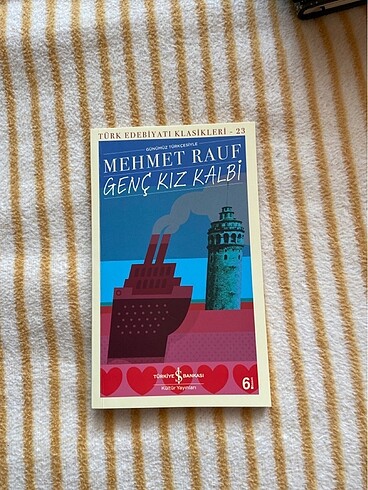 TÜRK EDEBİYATI KLASİKLERİ - 23
GÜNÜMÜZ TÜRKÇESİYLE
MEHMET RAUF
GENÇ KIZ KALBİ
TÜRKİYE İŞ BANKASI
Kültür Yayınları
6